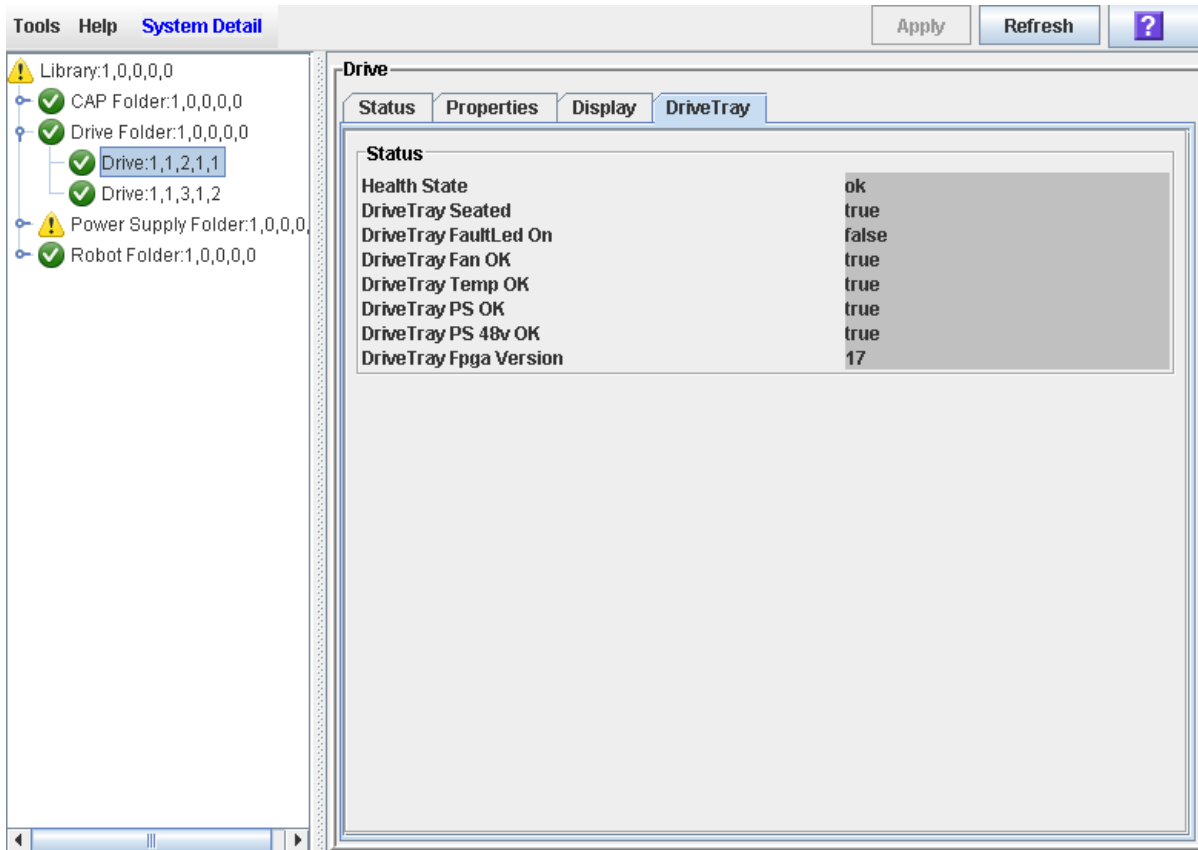 Tools Help System Detail Apply Refresh ?
Library:1,0,0,0,0
CAP Folder:1,0,0,0,0
Drive Folder:1,0,0,0,0
Drive:1,1,2,1,1
Drive:1,1,3,1,2
Power Supply Folder:1,0,0,0,
Robot Folder:1,0,0,0,0
Drive
Status Properties Display DriveTray
Status
Health State ok
DriveTray Seated true
DriveTray FaultLed On false
DriveTray Fan OK true
DriveTray Temp OK true
DriveTray PS OK true
DriveTray PS 48v OK true
DriveTray Fpga Version 17